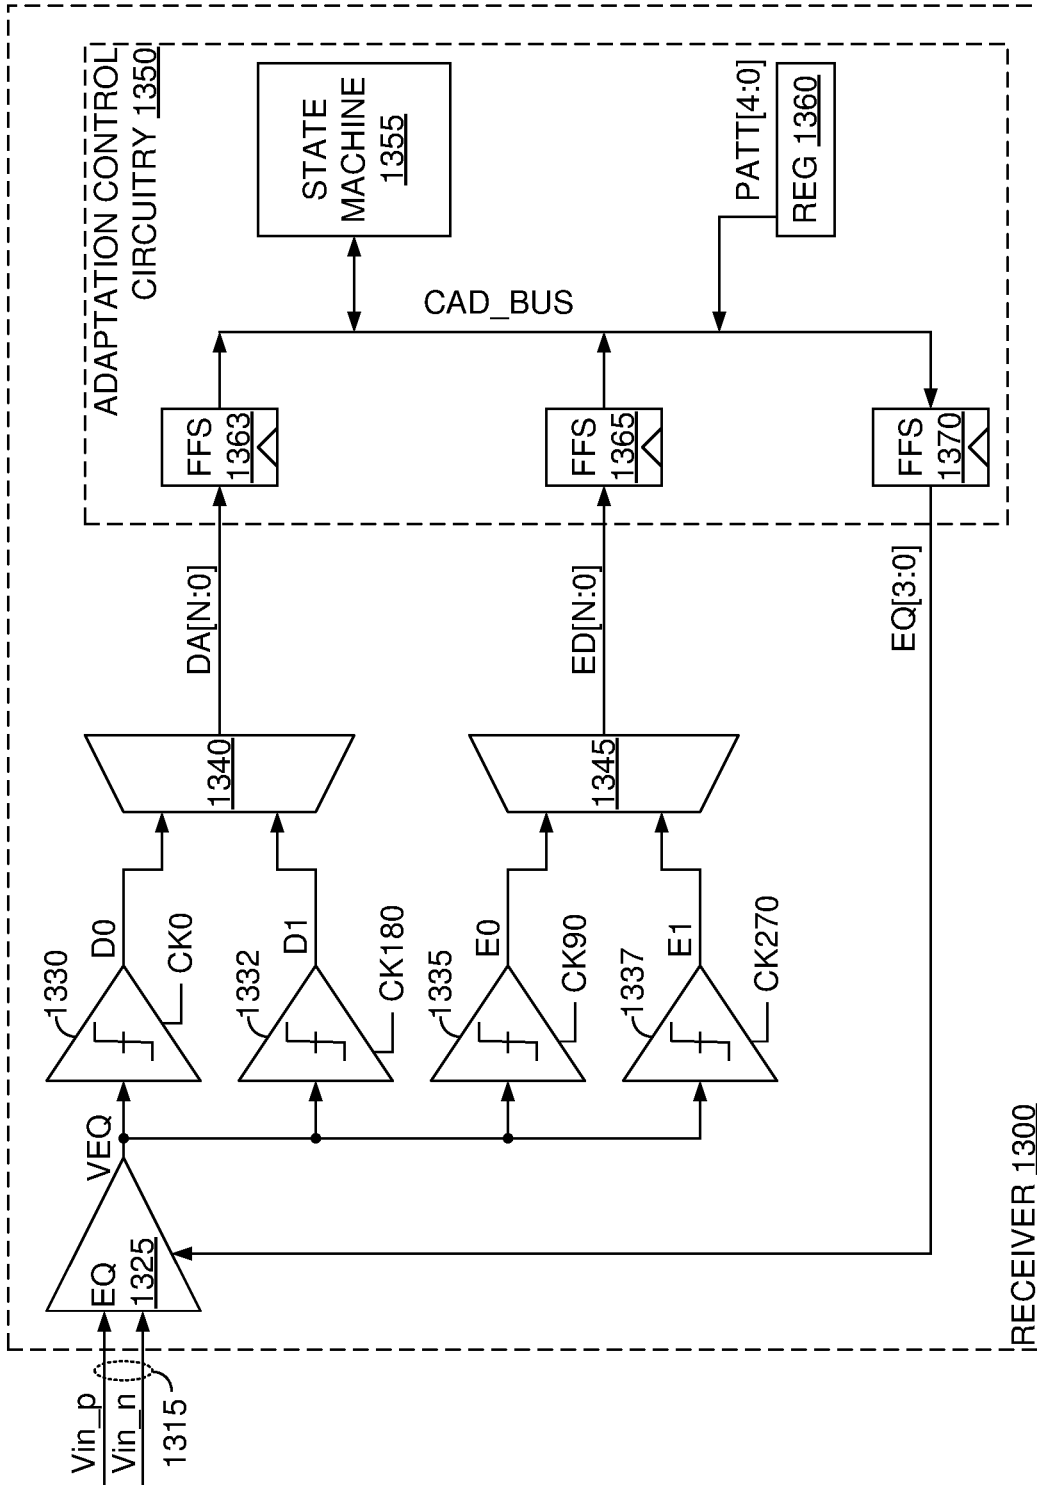 Vin_p
Vin_n
1315
EQ
1325
VEQ
1330
D0
CK0
1332
D1
CK180
1335
E0
CK90
1337
E1
CK270
1340
1345
DA[N:0]
ED[N:0]
EQ[3:0]
ADAPTATION CONTROL
CIRCUITRY 1350
FFS
1363
FFS
1365
FFS
1370
CAD_BUS
STATE
MACHINE
1355
PATT[4:0]
REG 1360
RECEIVER 1300